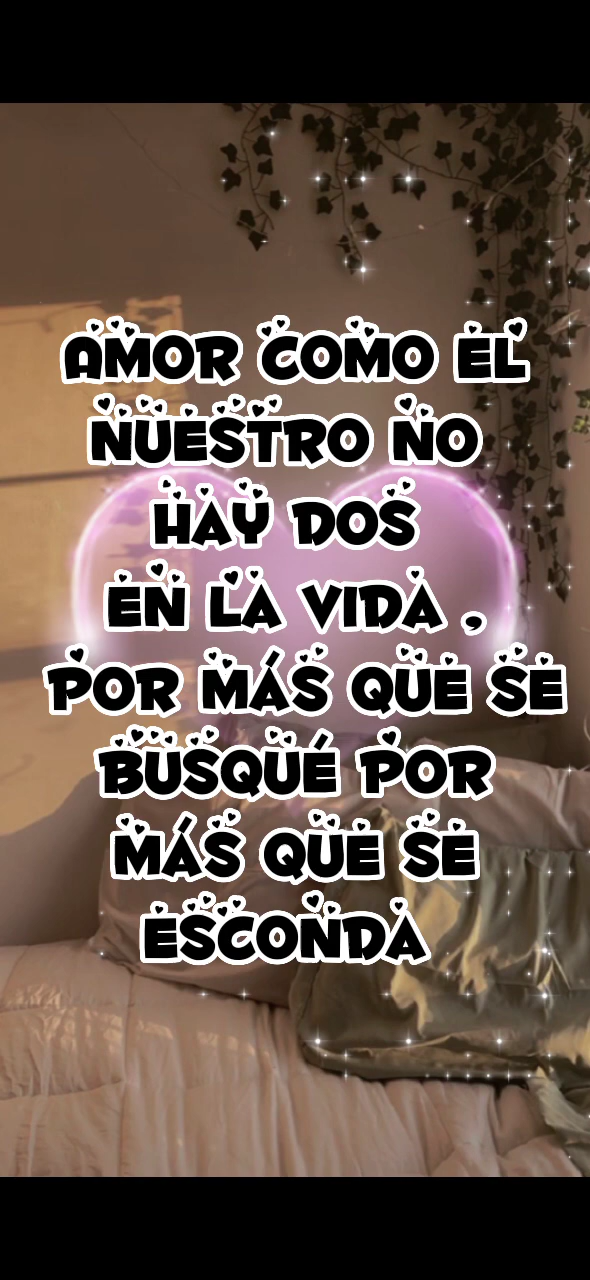 AMOR COMO EL
NUESTRO NO
HAY DOS
EN LA VIDA ,
POR MÁS QUE SE
BUSQUÉ POR
MÁS QUE SE
ESCONDA